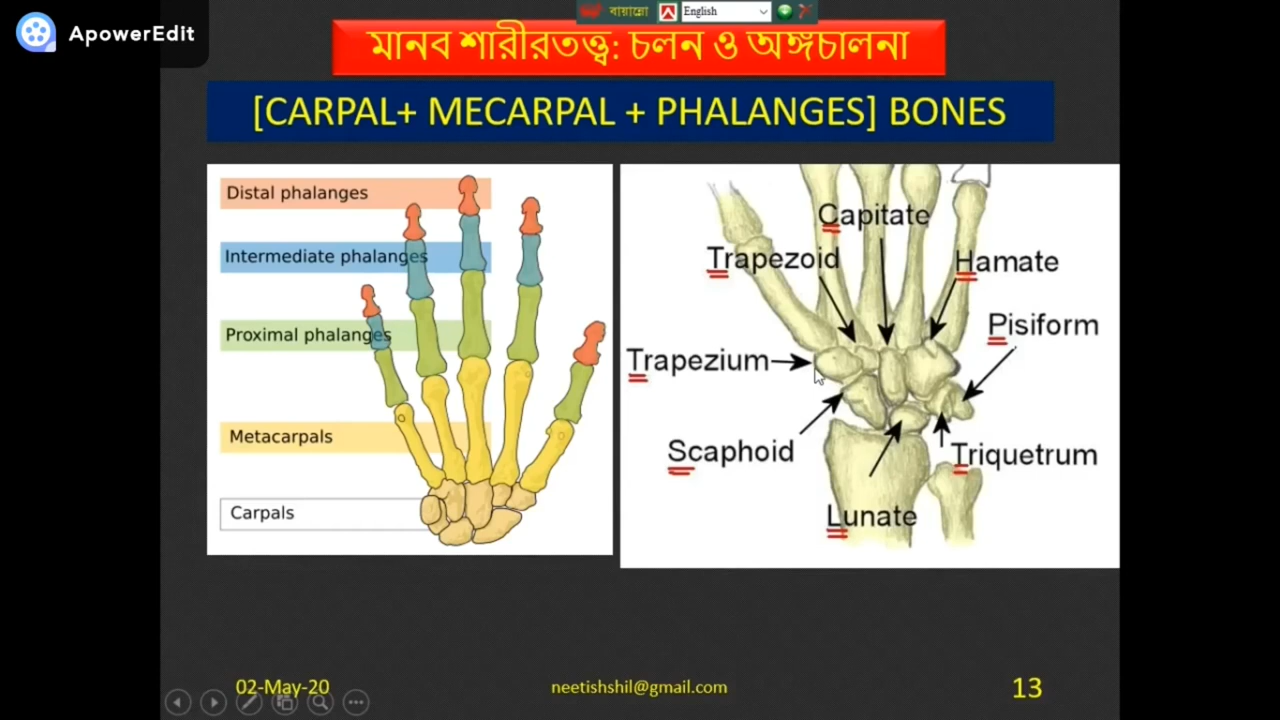 ApowerEdit
বায়ান্নো
English
মানব শারীরতত্ত্ব: চলন ও অঙ্গচালনা
[CARPAL+ MECARPAL + PHALANGES] BONES
Distal phalanges
Intermediate phalanges
Proximal phalanges
Metacarpals
Carpals
Capitate
Trapezoid
Hamate
Pisiform
Trapezium
Scaphoid
Triquetrum
Lunate
02-May-20
neetishshil@gmail.com
13